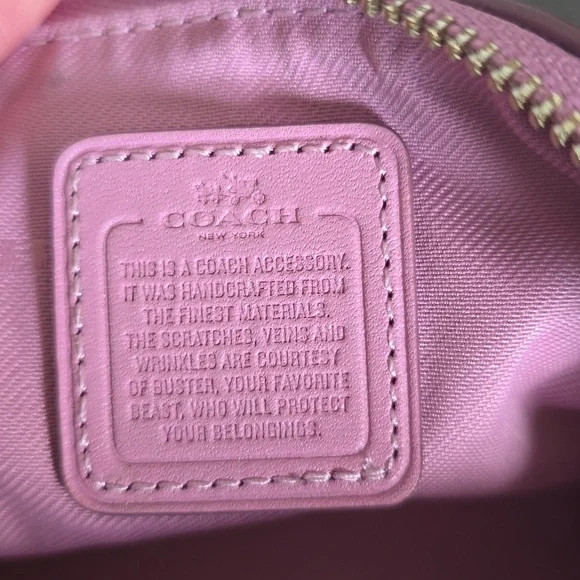 COACH
NEW YORK
THIS IS A COACH ACCESSORY.
IT WAS HANDCRAFTED FROM
THE FINEST MATERIALS.
THE SCRATCHES, VEINS AND
WRINKLES ARE COURTESY
OF BUSTER, YOUR FAVORITE
BEAST, WHO WILL PROTECT
YOUR BELONGINGS.